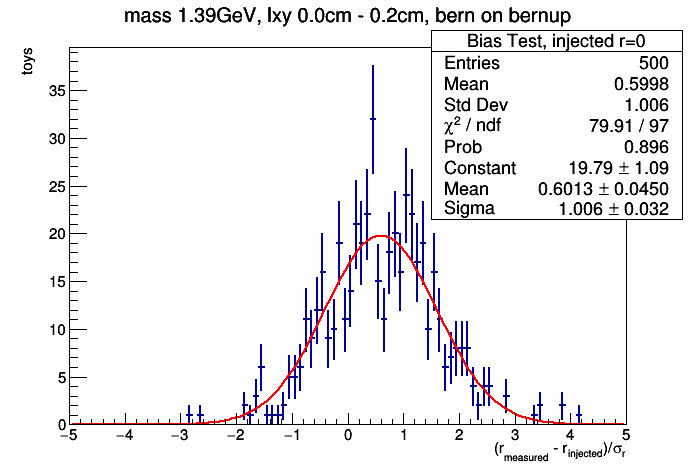 mass 1.39GeV, lxy 0.0cm - 0.2cm, bern on bernup
Bias Test, injected r=0
Entries 500
Mean 0.5998
Std Dev 1.006
χ² / ndf 79.91 / 97
Prob 0.896
Constant 19.79 ± 1.09
Mean 0.6013 ± 0.0450
Sigma 1.006 ± 0.032
toys
35
30
25
20
15
10
5
0
−5 −4 −3 −2 −1 0 1 2 3 4 5
(r_measured - r_injected)/σ_r